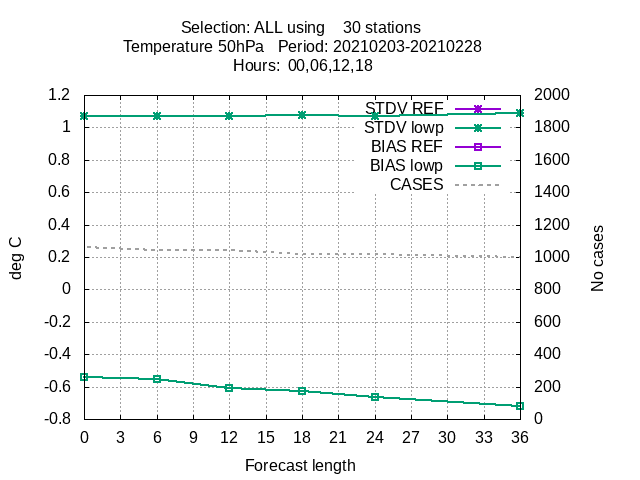 Selection: ALL using    30 stations
Temperature 50hPa   Period: 20210203-20210228
Hours:  00,06,12,18
1.2
1
0.8
0.6
0.4
0.2
0
-0.2
-0.4
-0.6
-0.8
deg C
STDV REF
STDV lowp
BIAS REF
BIAS lowp
CASES
2000
1800
1600
1400
1200
1000
800
600
400
200
0
No cases
0 3 6 9 12 15 18 21 24 27 30 33 36
Forecast length